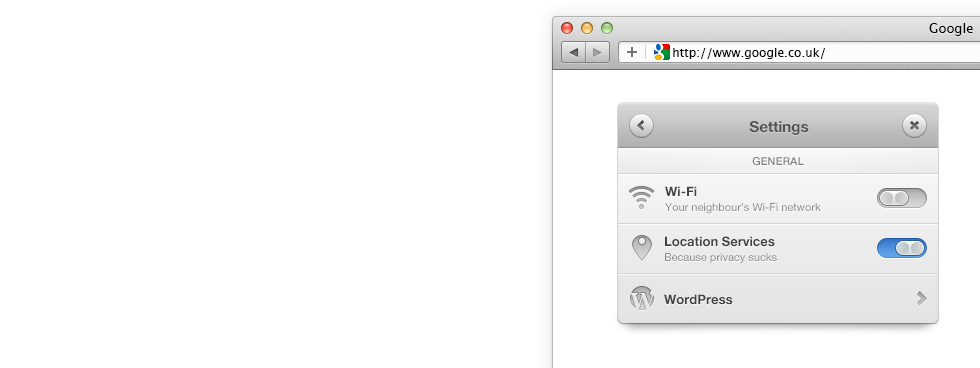 Google
http://www.google.co.uk/
Settings
GENERAL
Wi-Fi
Your neighbour's Wi-Fi network
Location Services
Because privacy sucks
WordPress